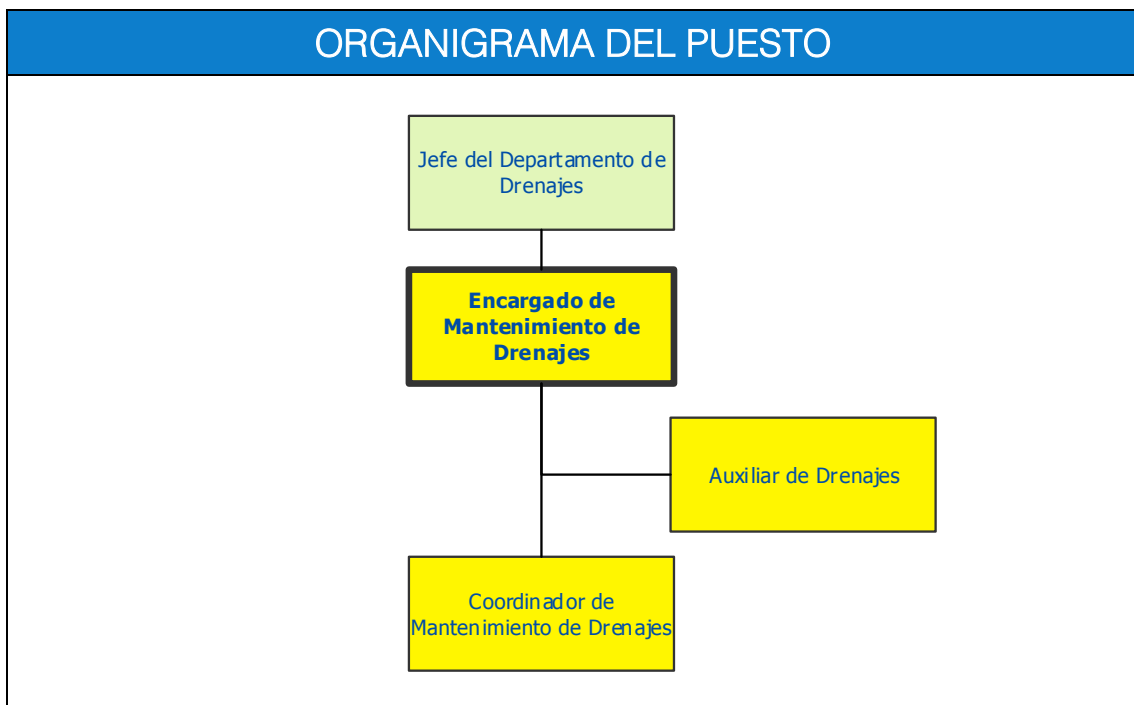 ORGANIGRAMA DEL PUESTO
Jefe del Departamento de
Drenajes
Encargado de
Mantenimiento de
Drenajes
Auxiliar de Drenajes
Coordinador de
Mantenimiento de Drenajes